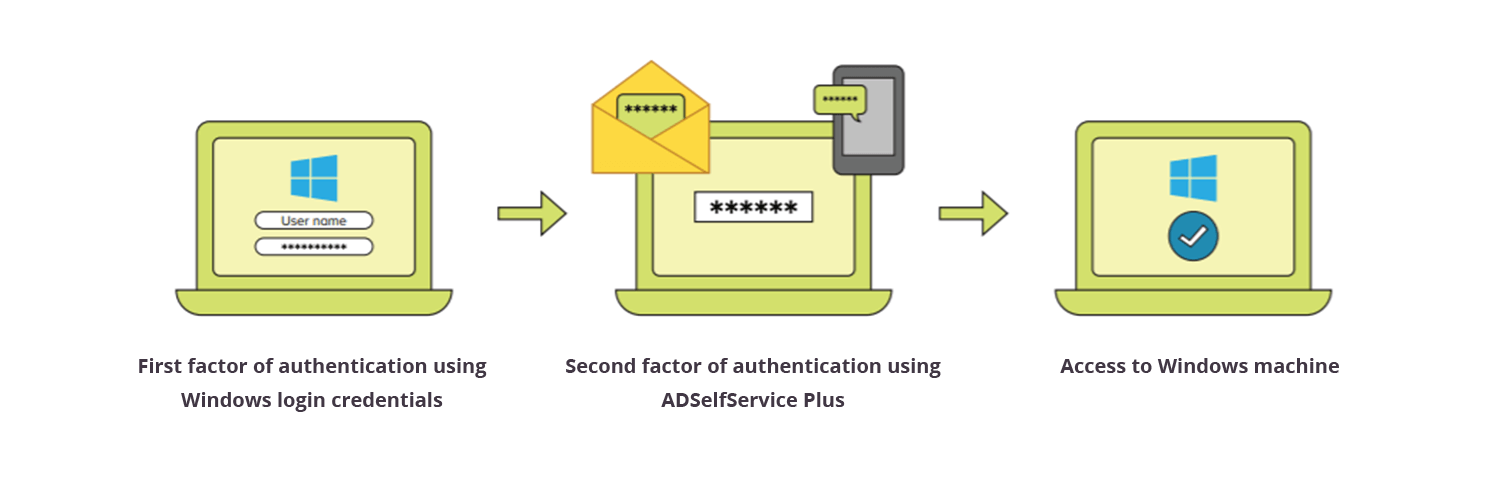 User name
**********
******
******
******
First factor of authentication using
Windows login credentials
Second factor of authentication using
ADSelfService Plus
Access to Windows machine